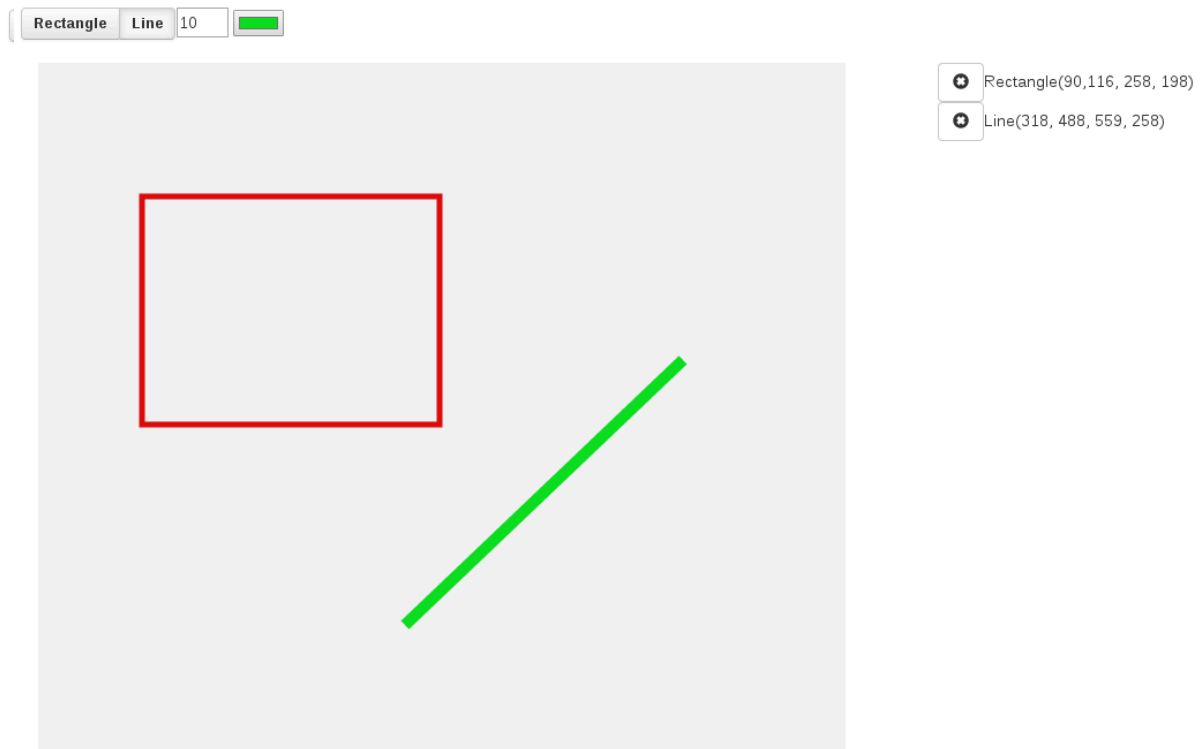 Rectangle Line 10
Rectangle(90,116, 258, 198)
Line(318, 488, 559, 258)